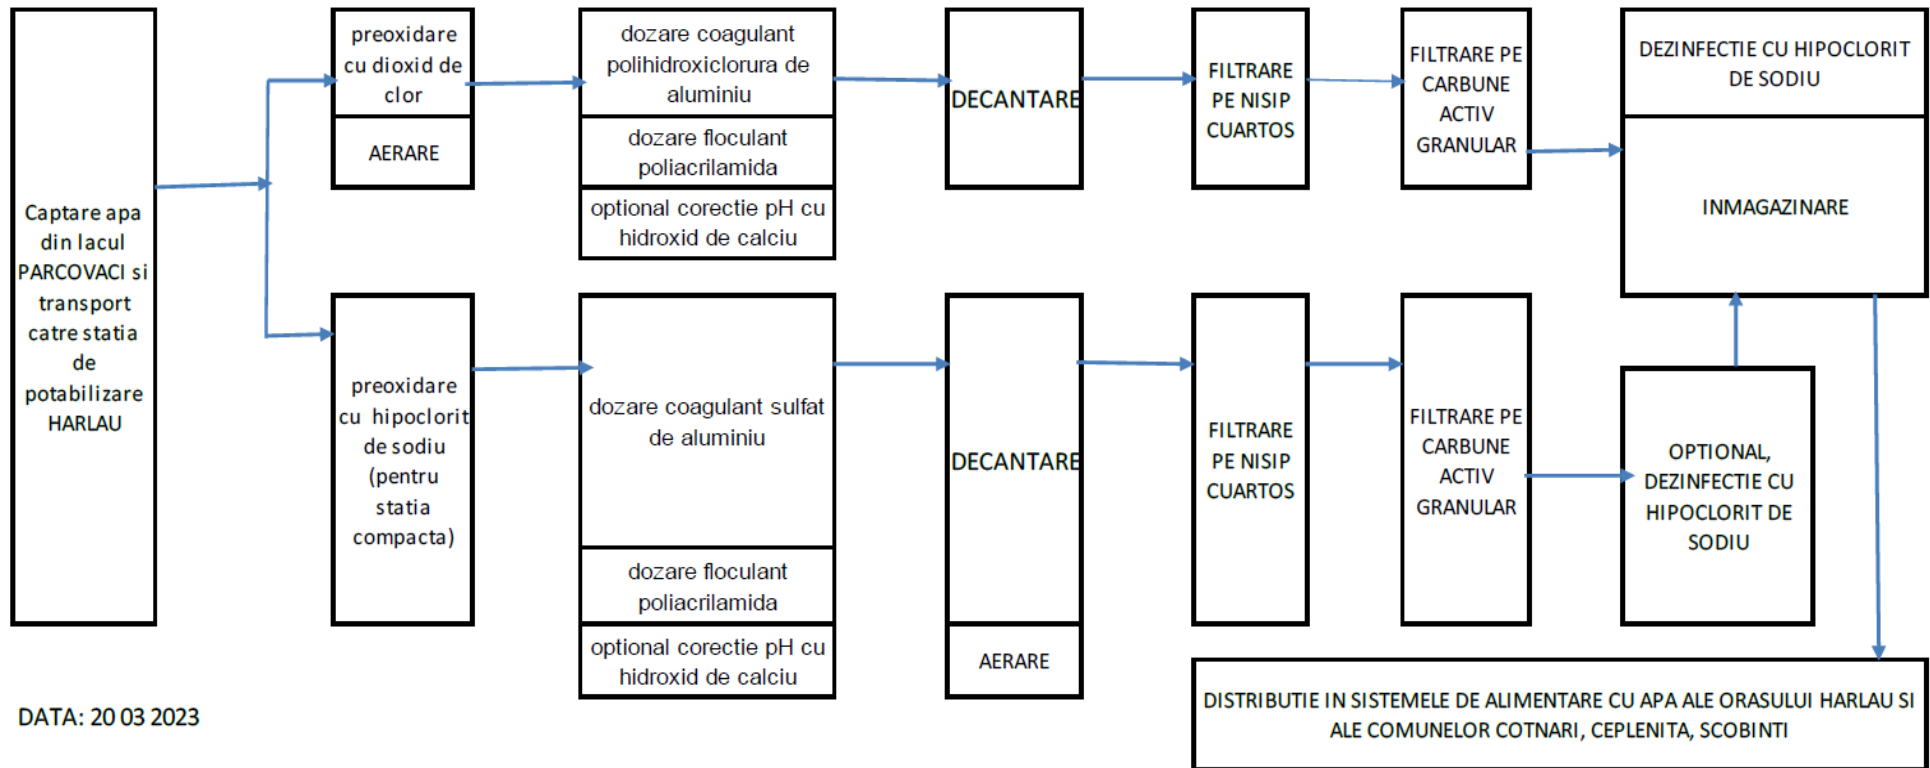 Captare apa
din lacul
PARCOVACI si
transport
catre statia
de
potabilizare
HARLAU
preoxidare
cu dioxid de
clor
AERARE
dozare coagulant
polihidroxiclorura de
aluminiu
dozare floculant
poliacrilamida
optional corectie pH cu
hidroxid de calciu
DECANTARE
FILTRARE
PE NISIP
CUARTOS
FILTRARE PE
CARBUNE
ACTIV
GRANULAR
DEZINFECTIE CU HIPOCLORIT
DE SODIU
INMAGAZINARE
preoxidare
cu hipoclorit
de sodiu
(pentru
statia
compacta)
dozare coagulant sulfat
de aluminiu
dozare floculant
poliacrilamida
optional corectie pH cu
hidroxid de calciu
DECANTARE
AERARE
FILTRARE
PE NISIP
CUARTOS
FILTRARE PE
CARBUNE
ACTIV
GRANULAR
OPTIONAL,
DEZINFECTIE CU
HIPOCLORIT DE
SODIU
DISTRIBUTIE IN SISTEMELE DE ALIMENTARE CU APA ALE ORASULUI HARLAU SI
ALE COMUNELOR COTNARI, CEPLENITA, SCOBINTI
DATA: 20 03 2023